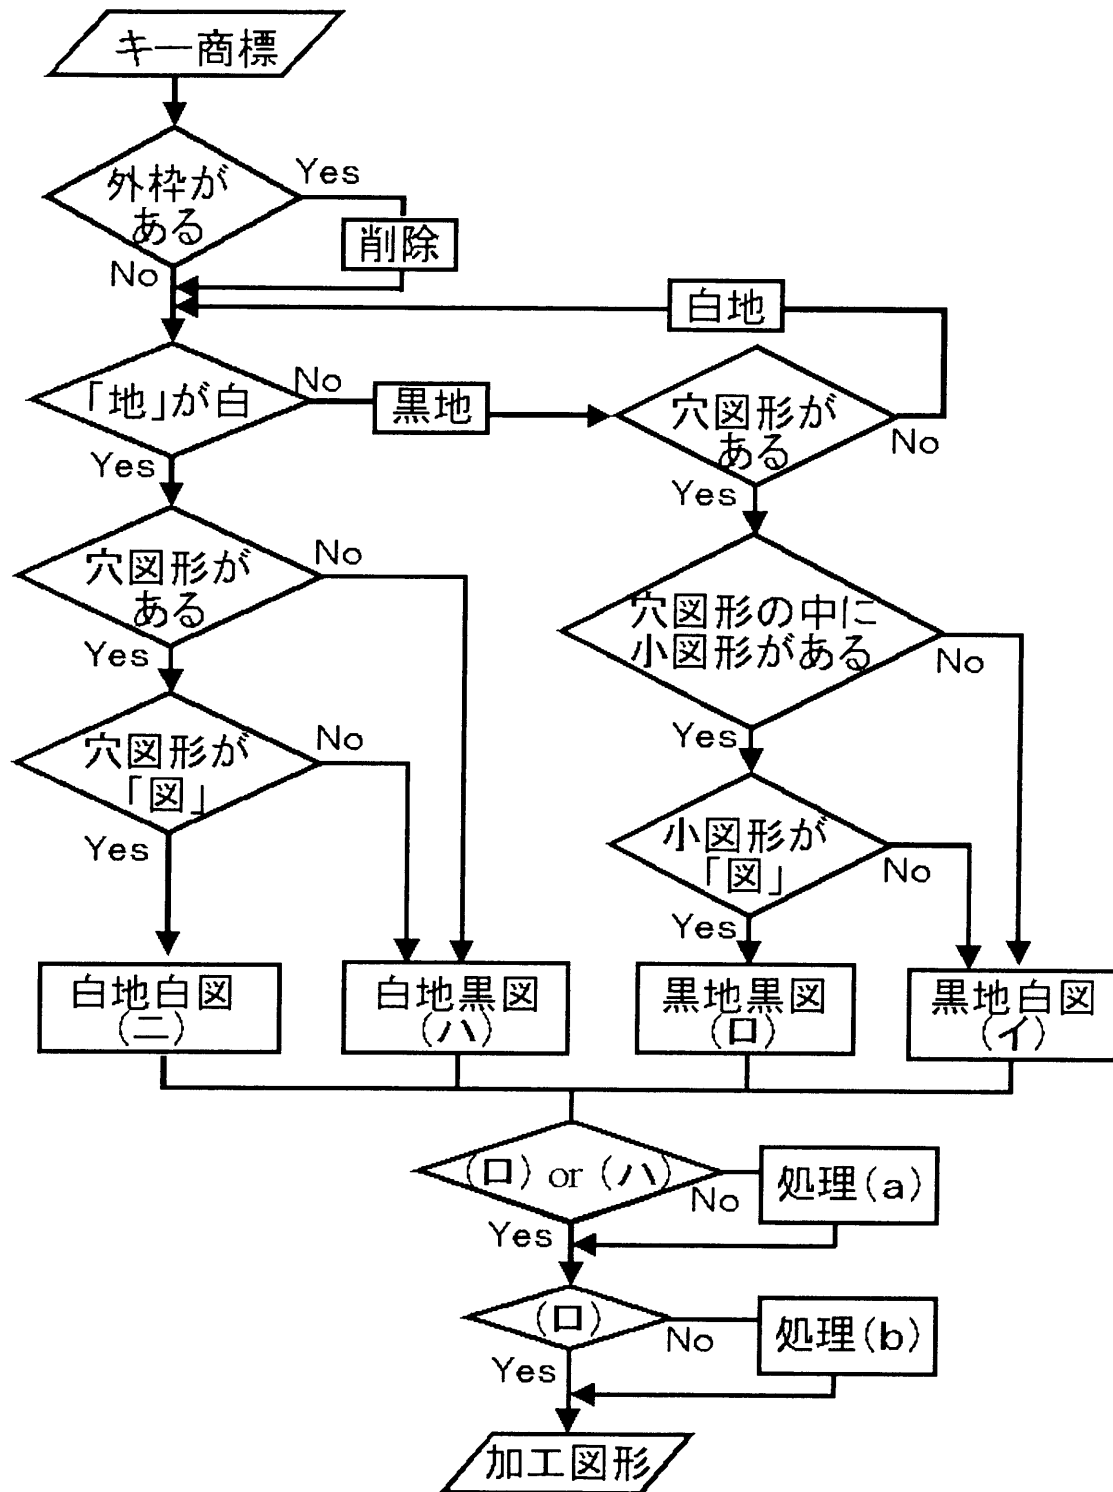 キー商標
外枠が
ある
Yes
削除
No
白地
「地」が白
No
黒地
穴図形が
ある
No
Yes
Yes
穴図形が
ある
No
穴図形の中に
小図形がある
No
Yes
Yes
穴図形が
「図」
No
小図形が
「図」
No
Yes
Yes
白地白図
(ニ)
白地黒図
(ハ)
黒地黒図
(ロ)
黒地白図
(イ)
(ロ) or (ハ)
No
処理(a)
Yes
(ロ)
No
処理(b)
Yes
加工図形